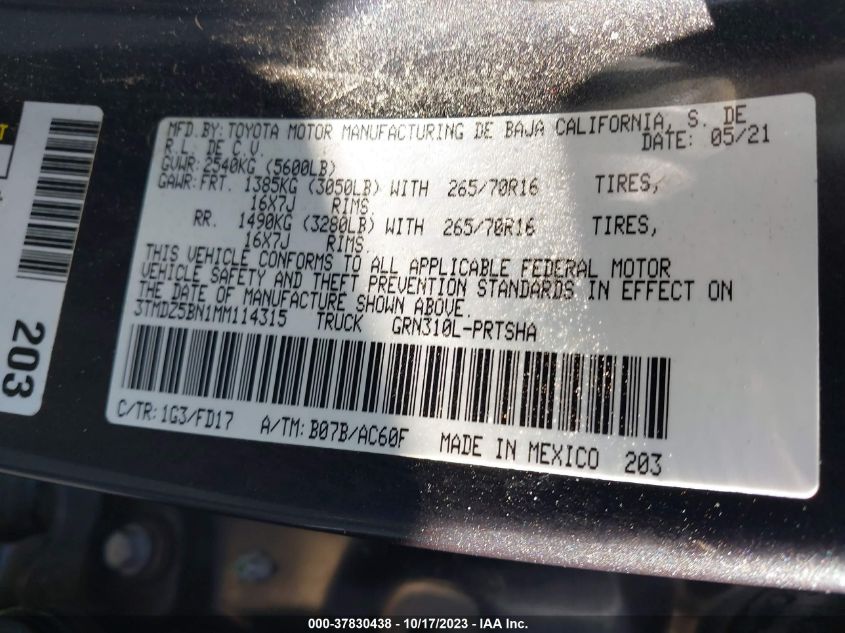 MFD.BY: TOYOTA MOTOR MANUFACTURING DE BAJA CALIFORNIA, S. DE
R.L. DE C.V. DATE: 05/21
GVWR: 2540KG (5600LB)
GAWR: FRT. 1385KG (3050LB) WITH 265/70R16 TIRES,
16X7J RIMS
RR. 1490KG (3280LB) WITH 265/70R16 TIRES,
16X7J RIMS.
THIS VEHICLE CONFORMS TO ALL APPLICABLE FEDERAL MOTOR
VEHICLE SAFETY AND THEFT PREVENTION STANDARDS IN EFFECT ON
THE DATE OF MANUFACTURE SHOWN ABOVE.
3TMDZ5BN1MM114315 TRUCK GRN310L-PRTSHA
C/TR: 1G3/FD17 A/TM: B07B/AC60F MADE IN MEXICO 203
203
000-37830438 - 10/17/2023 - IAAI.com